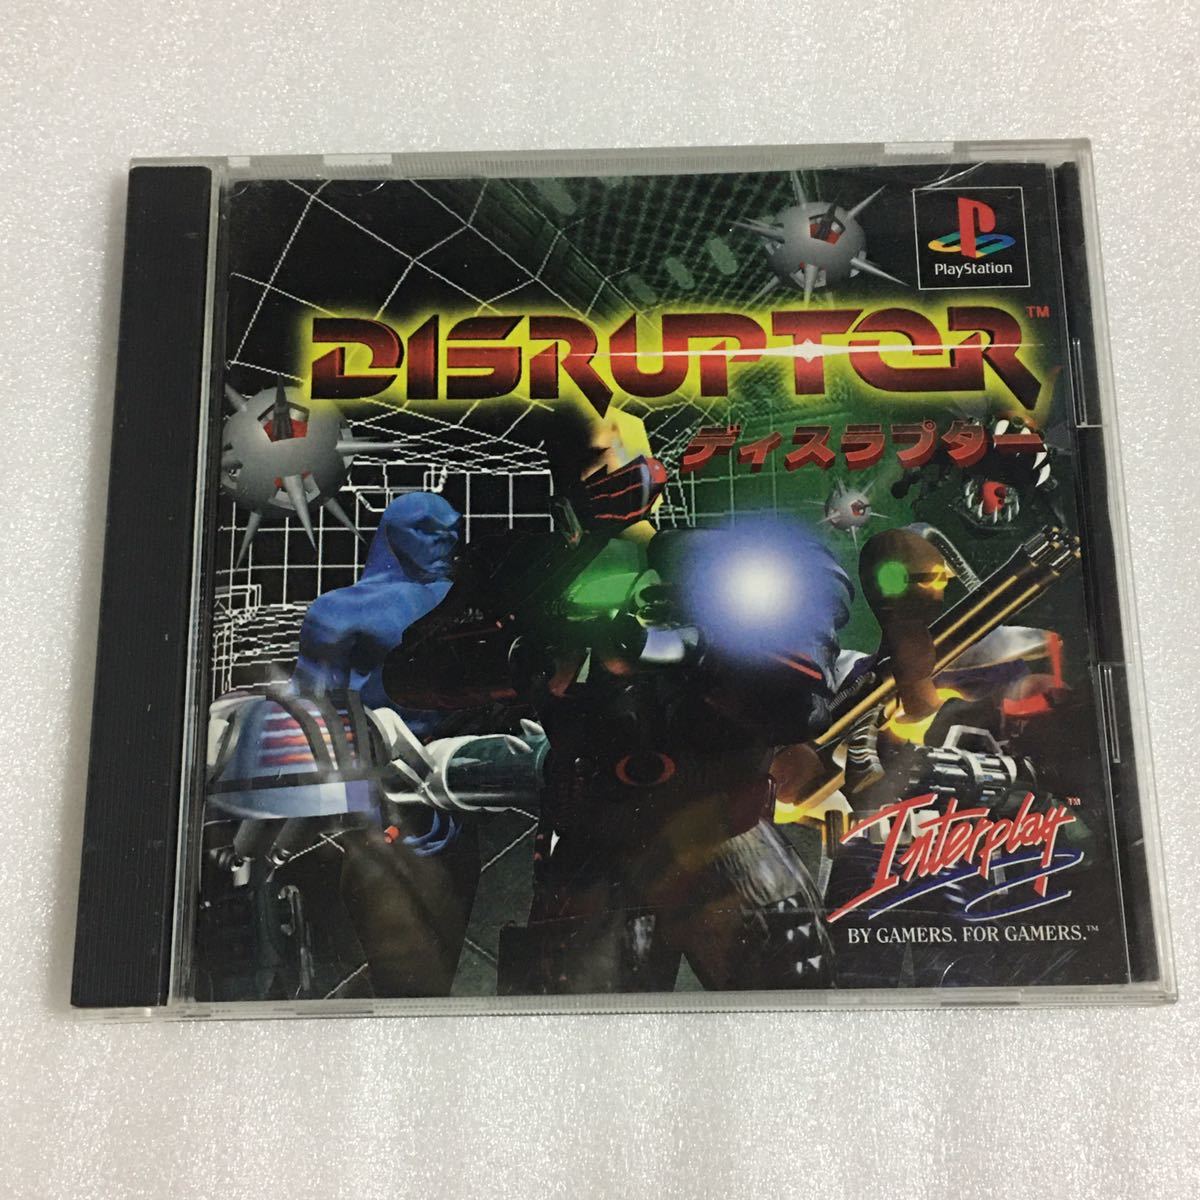 PlayStation
DISRUPTOR™
ディスラプター
Interplay™
BY GAMERS. FOR GAMERS.™